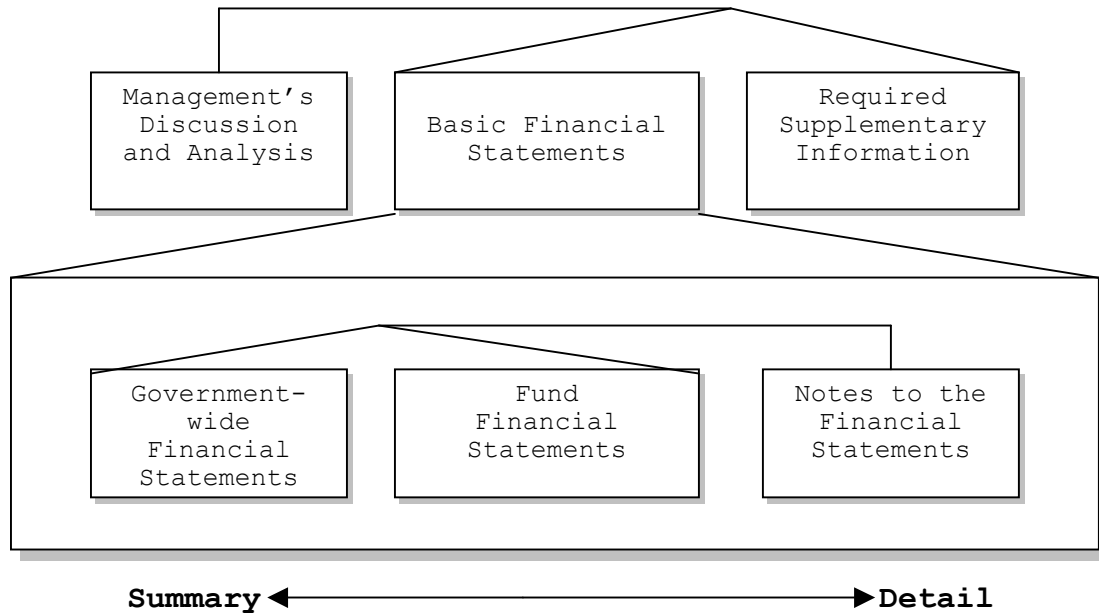 Management’s
Discussion
and Analysis
Basic Financial
Statements
Required
Supplementary
Information
Government-
wide
Financial
Statements
Fund
Financial
Statements
Notes to the
Financial
Statements
Summary
Detail